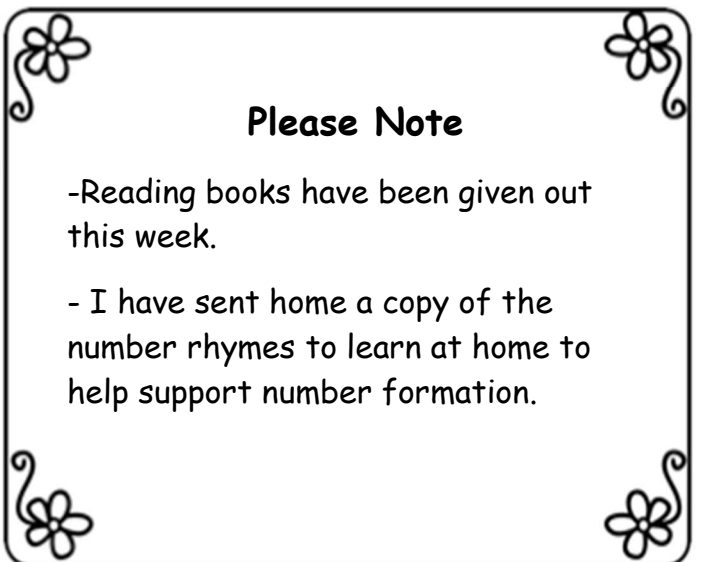 Please Note
-Reading books have been given out
this week.
- I have sent home a copy of the
number rhymes to learn at home to
help support number formation.